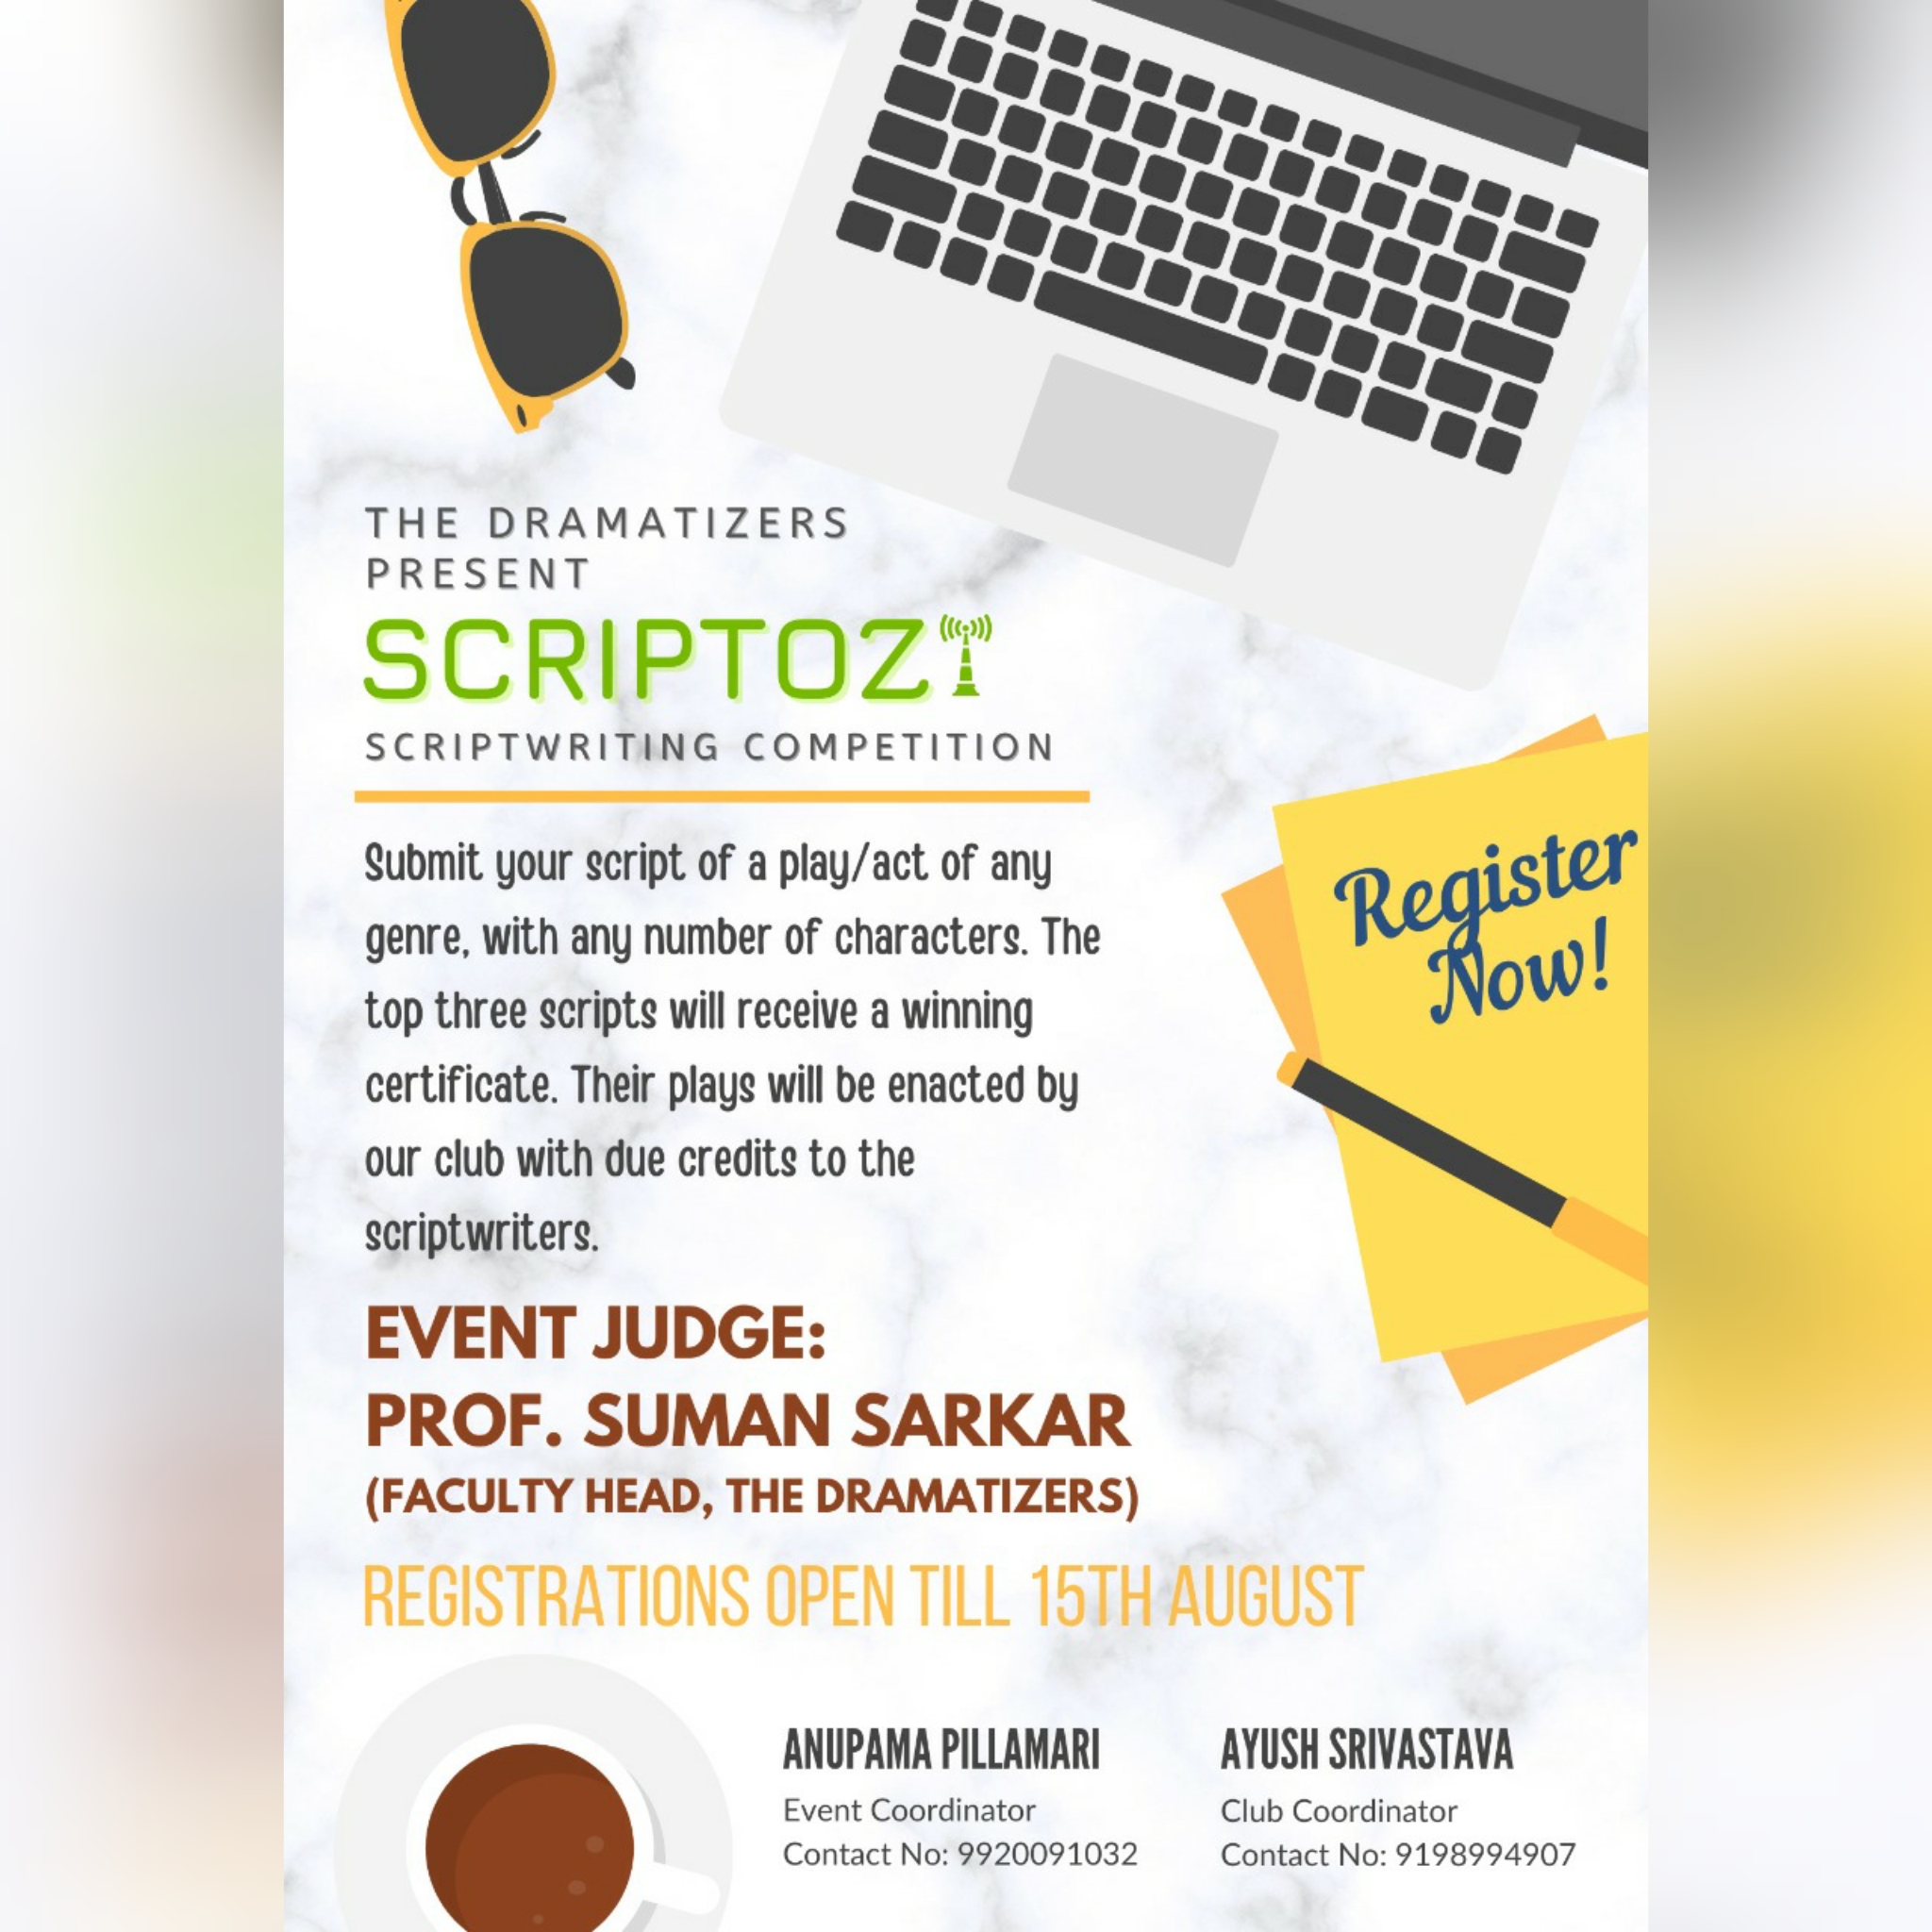 THE DRAMATIZERS
PRESENT
SCRIPTOZ
SCRIPTWRITING COMPETITION
Submit your script of a play/act of any
genre, with any number of characters. The
top three scripts will receive a winning
certificate. Their plays will be enacted by
our club with due credits to the
scriptwriters.
Register
Now!
EVENT JUDGE:
PROF. SUMAN SARKAR
(FACULTY HEAD, THE DRAMATIZERS)
REGISTRATIONS OPEN TILL 15TH AUGUST
ANUPAMA PILLAMARI
Event Coordinator
Contact No: 9920091032
AYUSH SRIVASTAVA
Club Coordinator
Contact No: 9198994907